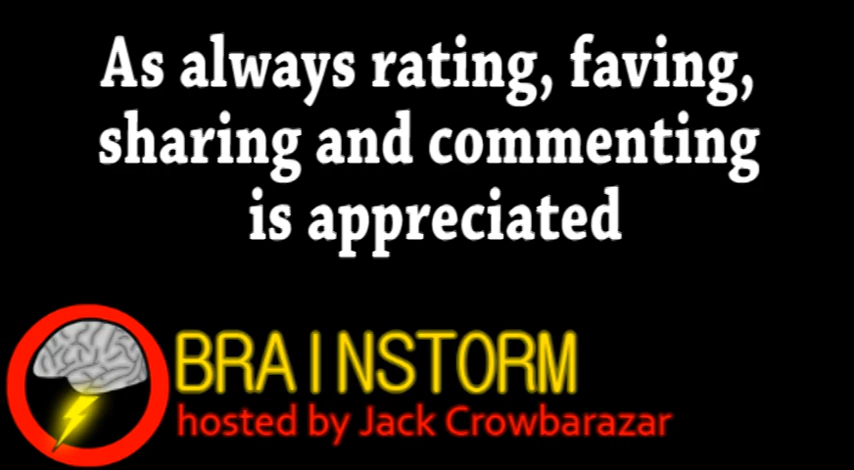 As always rating, faving,
sharing and commenting
is appreciated
BRAINSTORM
hosted by Jack Crowbarazar